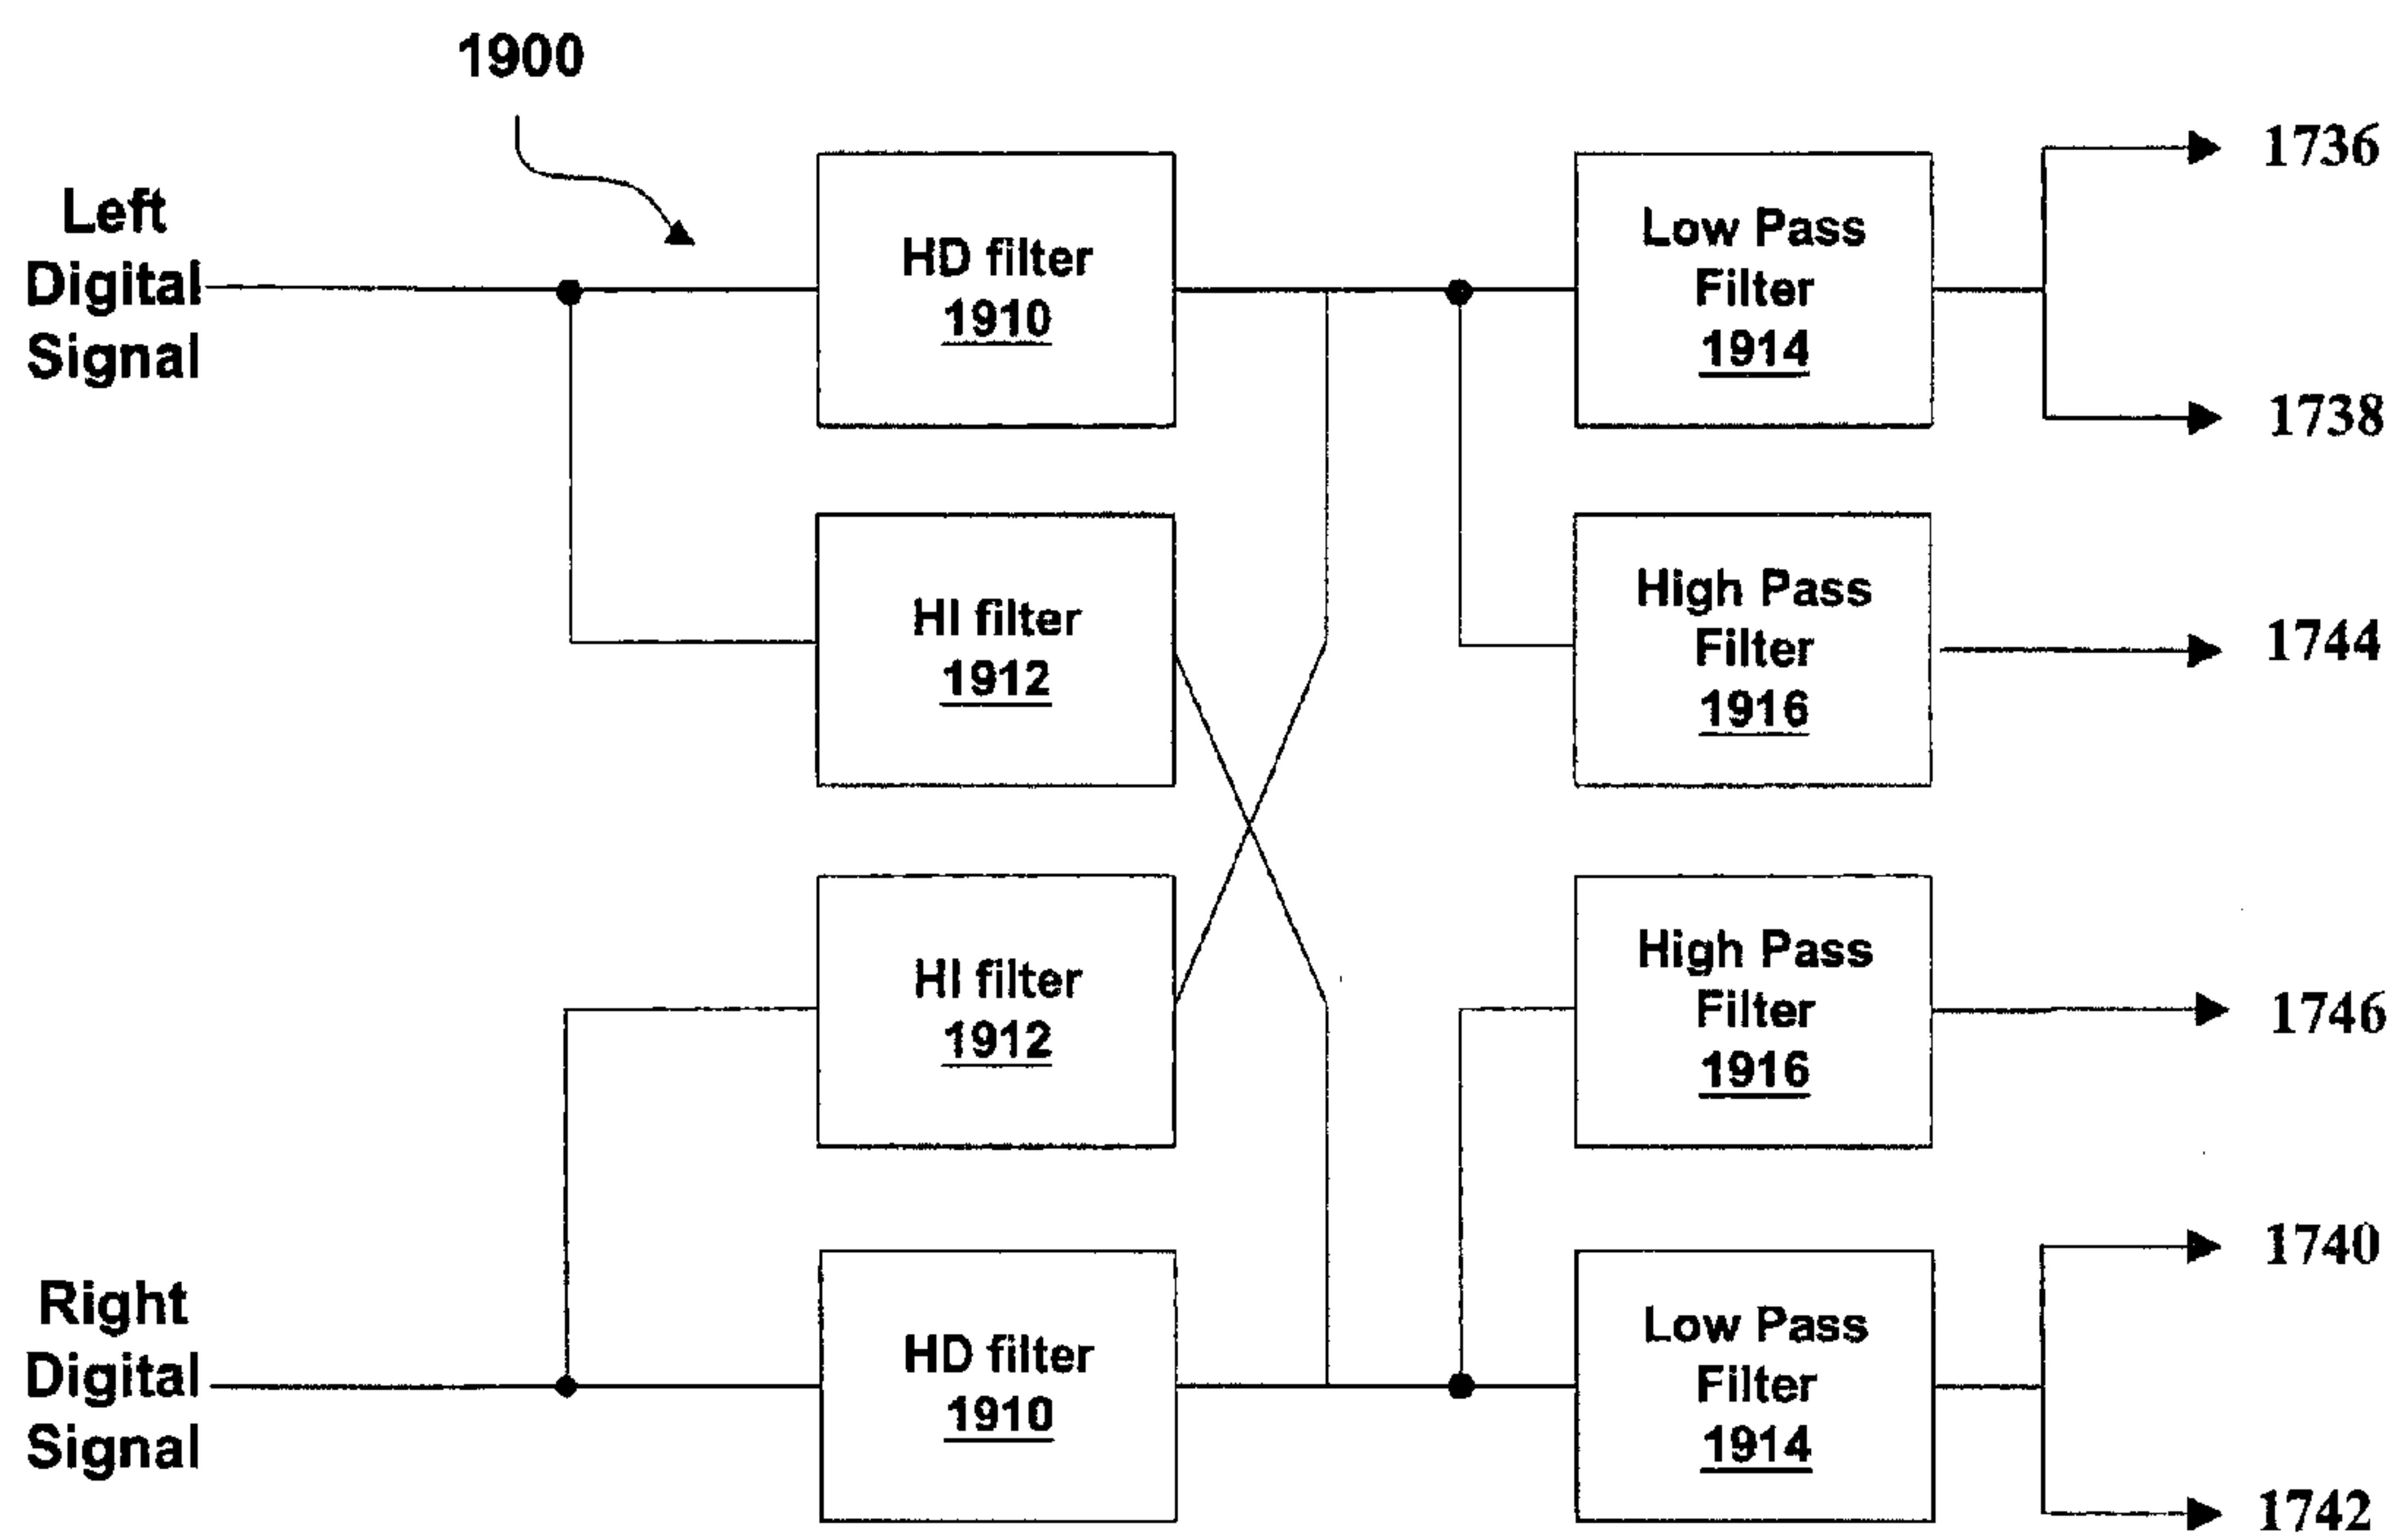 1900
Left
Digital
Signal
HD filter
1910
Low Pass
Filter
1914
1736
1738
HI filter
1912
High Pass
Filter
1916
1744
HI filter
1912
High Pass
Filter
1916
1746
Right
Digital
Signal
HD filter
1910
Low Pass
Filter
1914
1740
1742